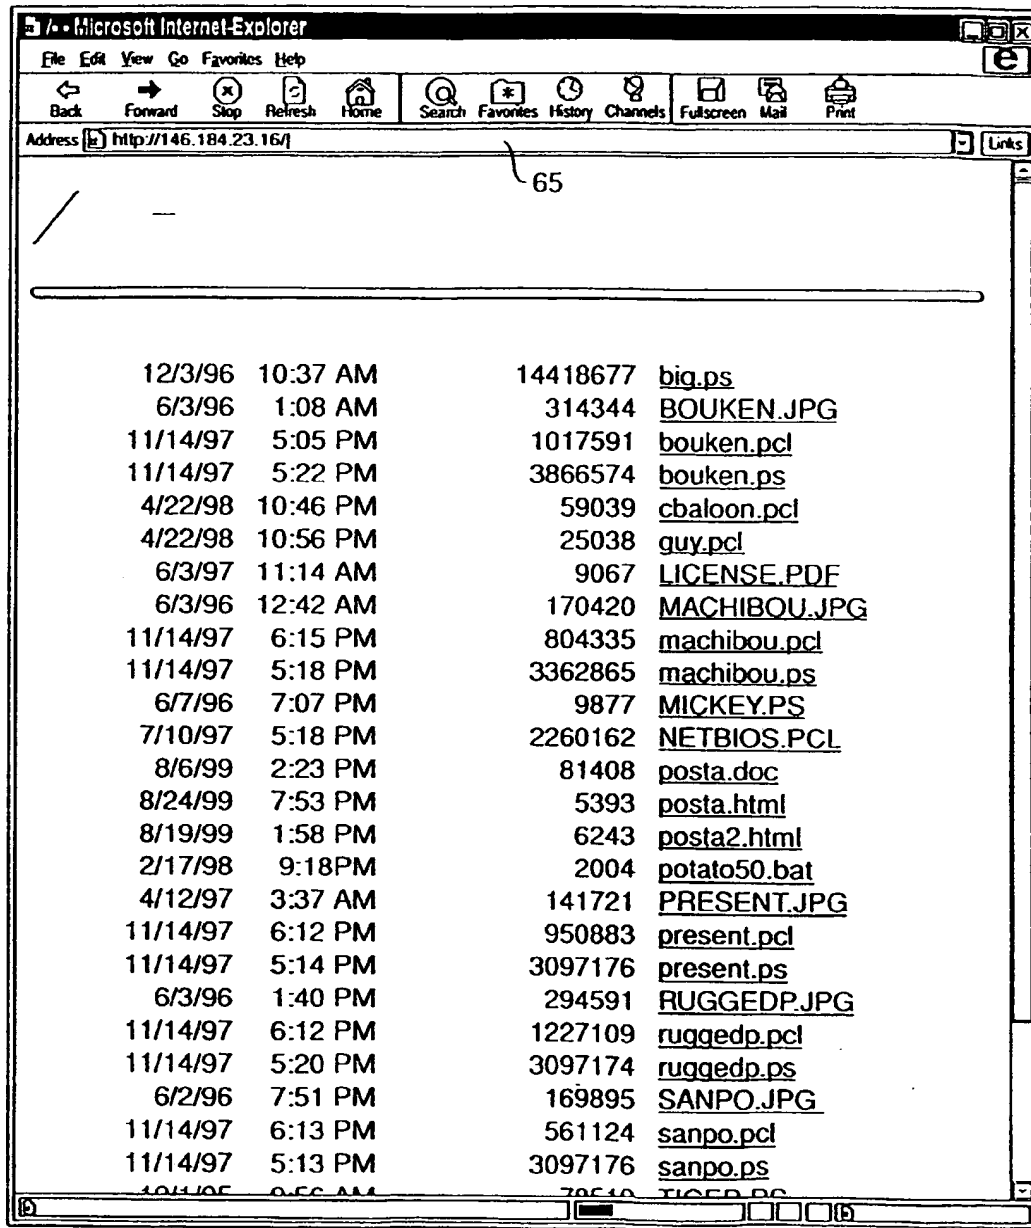 / - - Microsoft Internet-Explorer
File Edit View Go Favorites Help
e
Back Forward Stop Refresh Home Search Favorites History Channels Fullscreen Mail Print
Address http://146.184.23.16/ Links
65
/ –
12/3/96 10:37 AM 14418677 big.ps
6/3/96 1:08 AM 314344 BOUKEN.JPG
11/14/97 5:05 PM 1017591 bouken.pcl
11/14/97 5:22 PM 3866574 bouken.ps
4/22/98 10:46 PM 59039 cbaloon.pcl
4/22/98 10:56 PM 25038 guy.pcl
6/3/97 11:14 AM 9067 LICENSE.PDF
6/3/96 12:42 AM 170420 MACHIBOU.JPG
11/14/97 6:15 PM 804335 machibou.pcl
11/14/97 5:18 PM 3362865 machibou.ps
6/7/96 7:07 PM 9877 MICKEY.PS
7/10/97 5:18 PM 2260162 NETBIOS.PCL
8/6/99 2:23 PM 81408 posta.doc
8/24/99 7:53 PM 5393 posta.html
8/19/99 1:58 PM 6243 posta2.html
2/17/98 9:18PM 2004 potato50.bat
4/12/97 3:37 AM 141721 PRESENT.JPG
11/14/97 6:12 PM 950883 present.pcl
11/14/97 5:14 PM 3097176 present.ps
6/3/96 1:40 PM 294591 RUGGEDP.JPG
11/14/97 6:12 PM 1227109 ruggedp.pcl
11/14/97 5:20 PM 3097174 ruggedp.ps
6/2/96 7:51 PM 169895 SANPO.JPG
11/14/97 6:13 PM 561124 sanpo.pcl
11/14/97 5:13 PM 3097176 sanpo.ps